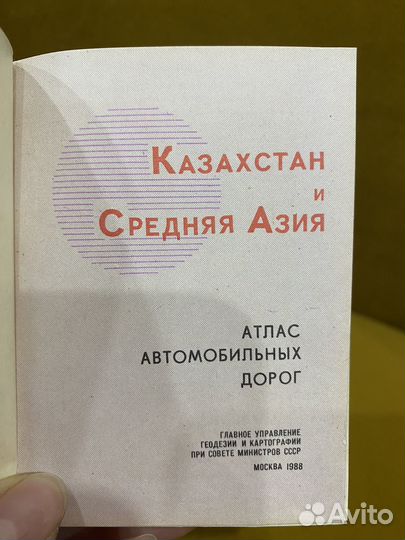 Казахстан
и
Средняя Азия
АТЛАС
АВТОМОБИЛЬНЫХ
ДОРОГ
ГЛАВНОЕ УПРАВЛЕНИЕ
ГЕОДЕЗИИ И КАРТОГРАФИИ
ПРИ СОВЕТЕ МИНИСТРОВ СССР
МОСКВА 1988
Avito